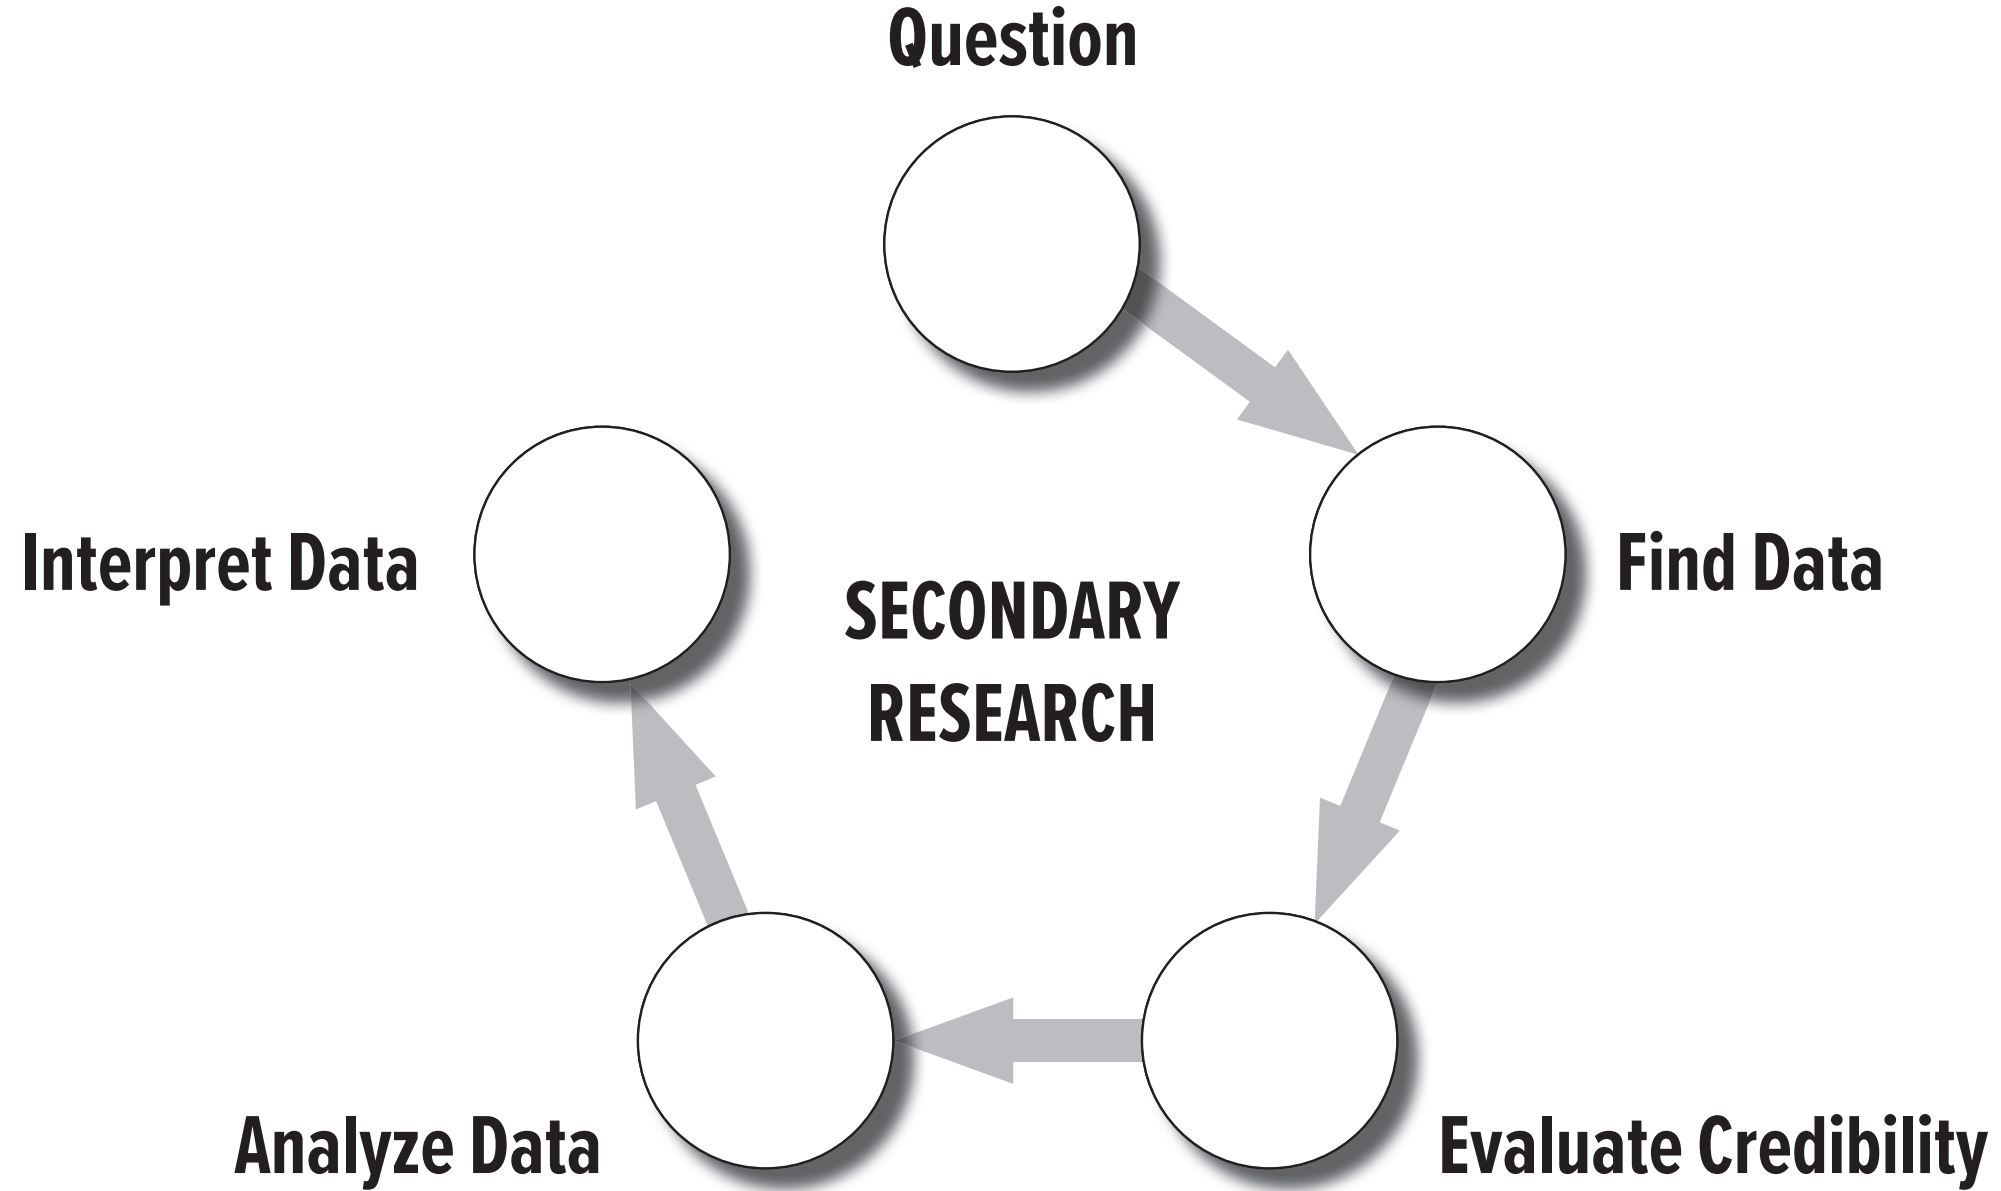 Question
Interpret Data
Find Data
SECONDARY
RESEARCH
Analyze Data
Evaluate Credibility